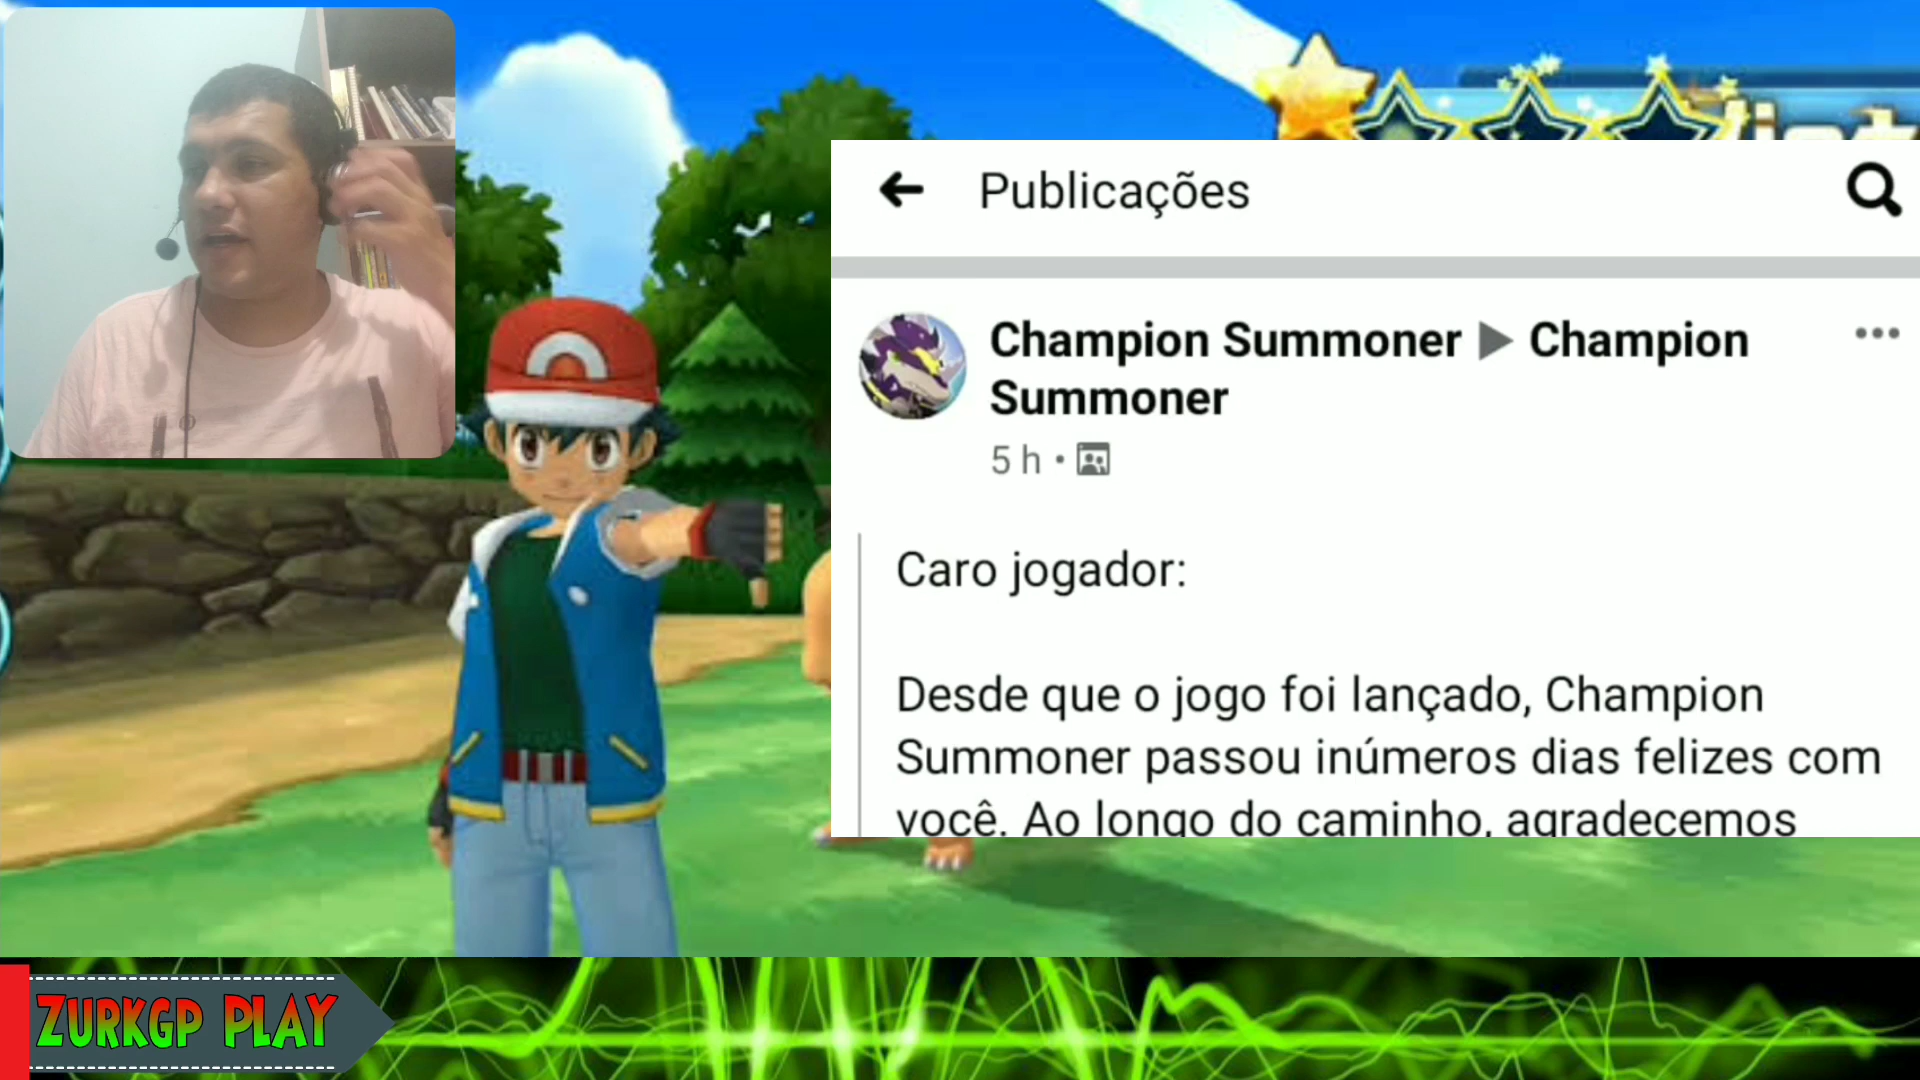 Publicações
Champion Summoner ▶ Champion
Summoner
5 h •
Caro jogador:
Desde que o jogo foi lançado, Champion
Summoner passou inúmeros dias felizes com
você. Ao longo do caminho, agradecemos
ZURKGP PLAY